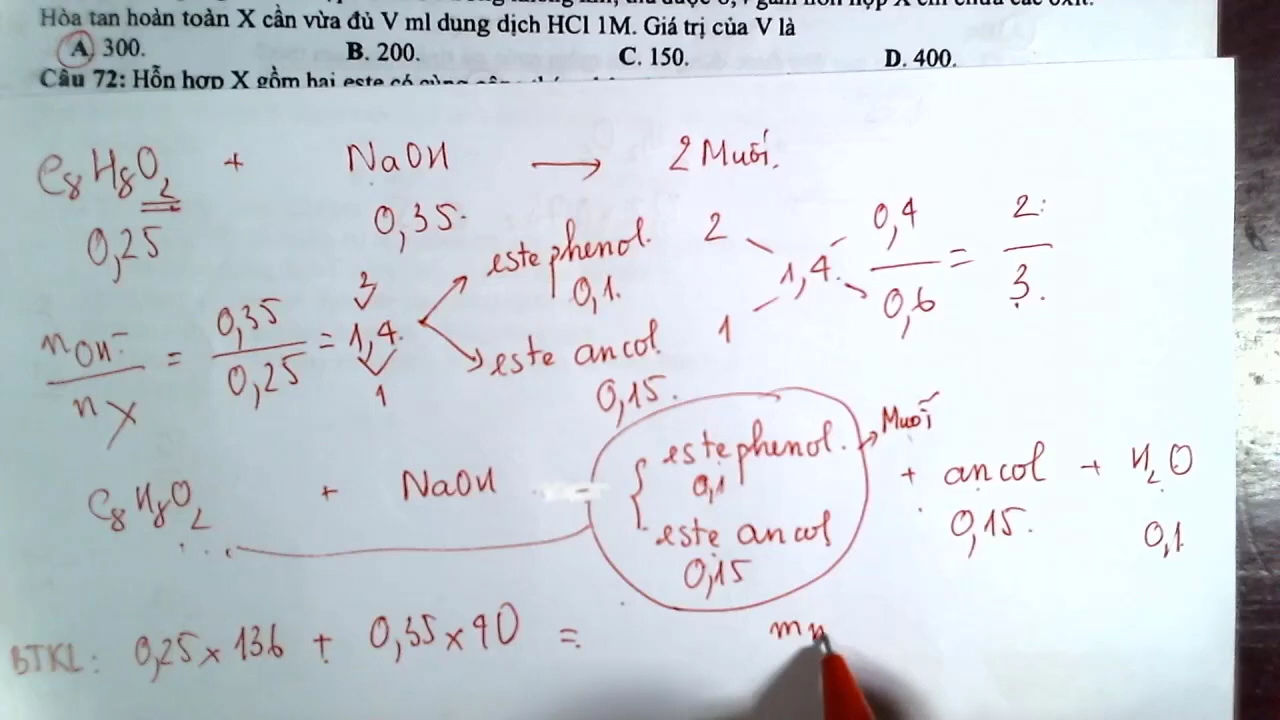 Hòa tan hoàn toàn X cần vừa đủ V ml dung dịch HCl 1M. Giá trị của V là
A. 300. B. 200. C. 150. D. 400.
Câu 72: Hỗn hợp X gồm hai este có cùng
C8H8O2 + NaOH → 2 Muối.
0,25 0,35.
este phenol. 2 0,4 2
0,1. 1,4. — = —
este ancol 1 0,6 3.
0,15.
nOH- / nX = 0,35 / 0,25 = 1,4.
2
1
C8H8O2 + NaOH este phenol. → Muối + ancol + H2O
0,1 0,15. 0,1
este ancol
0,15
BTKL: 0,25 x 136 + 0,35 x 40 = m